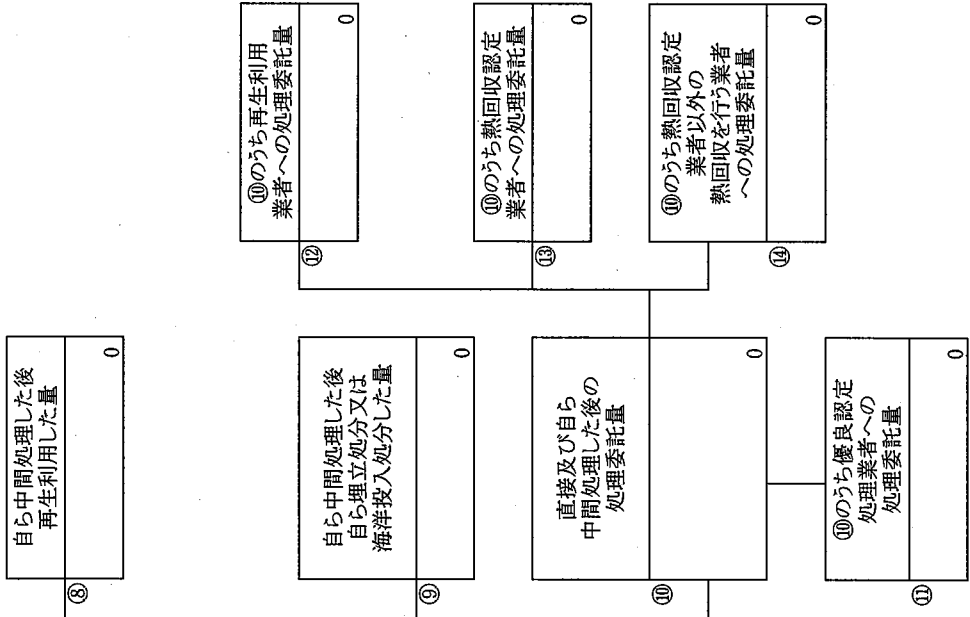 ⑧
自ら中間処理した後
再生利用した量
0
⑨
自ら中間処理した後
自ら埋立処分又は
海洋投入処分した量
0
⑩
直接及び自ら
中間処理した後の
処理委託量
0
⑪
⑩のうち優良認定
処理業者への
処理委託量
0
⑫
⑩のうち再生利用
業者への処理委託量
0
⑬
⑩のうち熱回収認定
業者への処理委託量
0
⑭
⑩のうち熱回収認定
業者以外の
熱回収を行う業者
への処理委託量
0